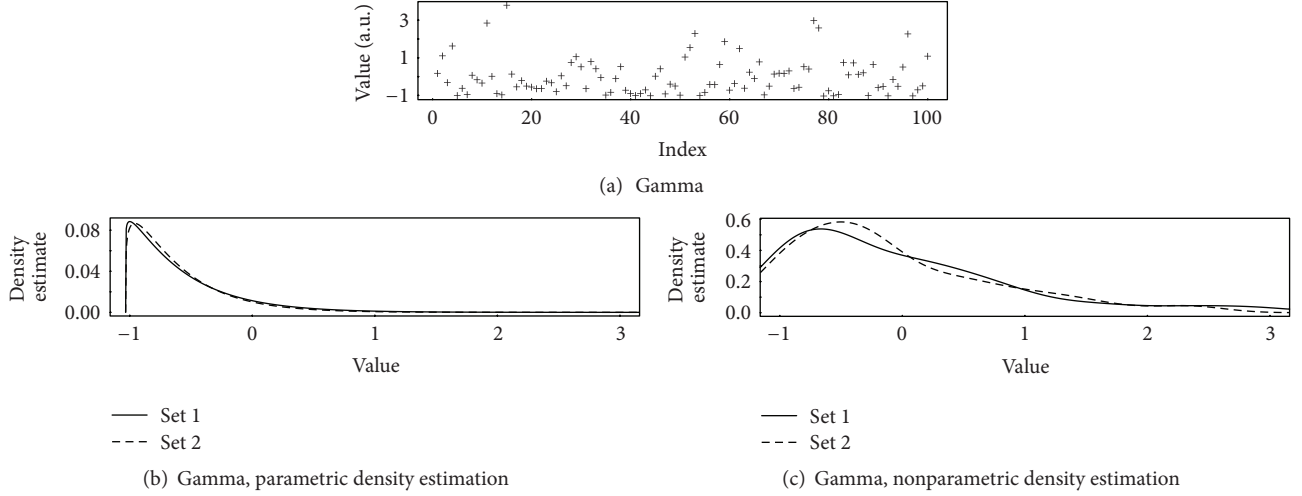 Value (a.u.)
3
1
−1
0 20 40 60 80 100
Index
(a) Gamma
Density
estimate
0.08
0.04
0.00
−1 0 1 2 3
Value
Set 1
Set 2
(b) Gamma, parametric density estimation
Density
estimate
0.6
0.4
0.2
0.0
−1 0 1 2 3
Value
Set 1
Set 2
(c) Gamma, nonparametric density estimation